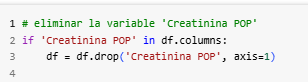 1 # eliminar la variable 'Creatinina POP'
2 if 'Creatinina POP' in df.columns:
3     df = df.drop('Creatinina POP', axis=1)
4